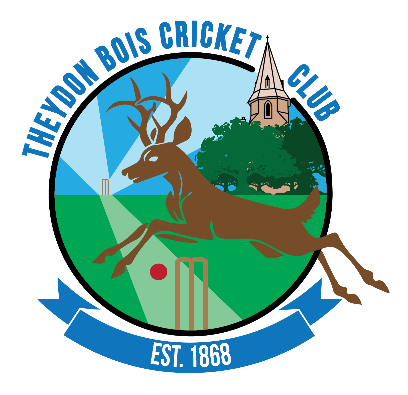 THEYDON BOIS CRICKET CLUB
EST. 1868